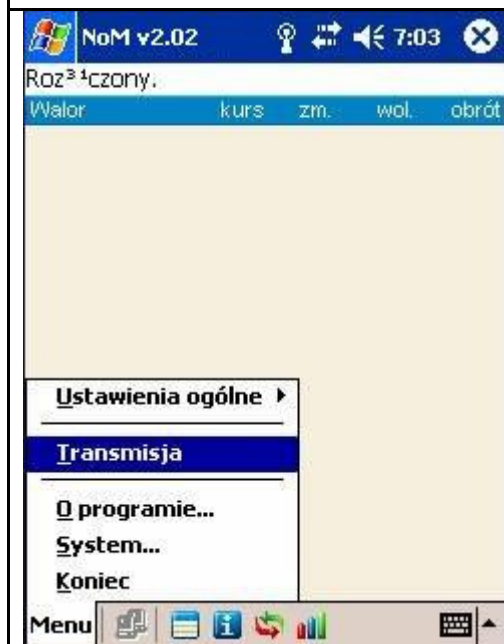 NoM v2.02 7:03
Roz³¹czony.
Walor kurs zm. wol. obrót
Ustawienia ogólne
Transmisja
O programie...
System...
Koniec
Menu